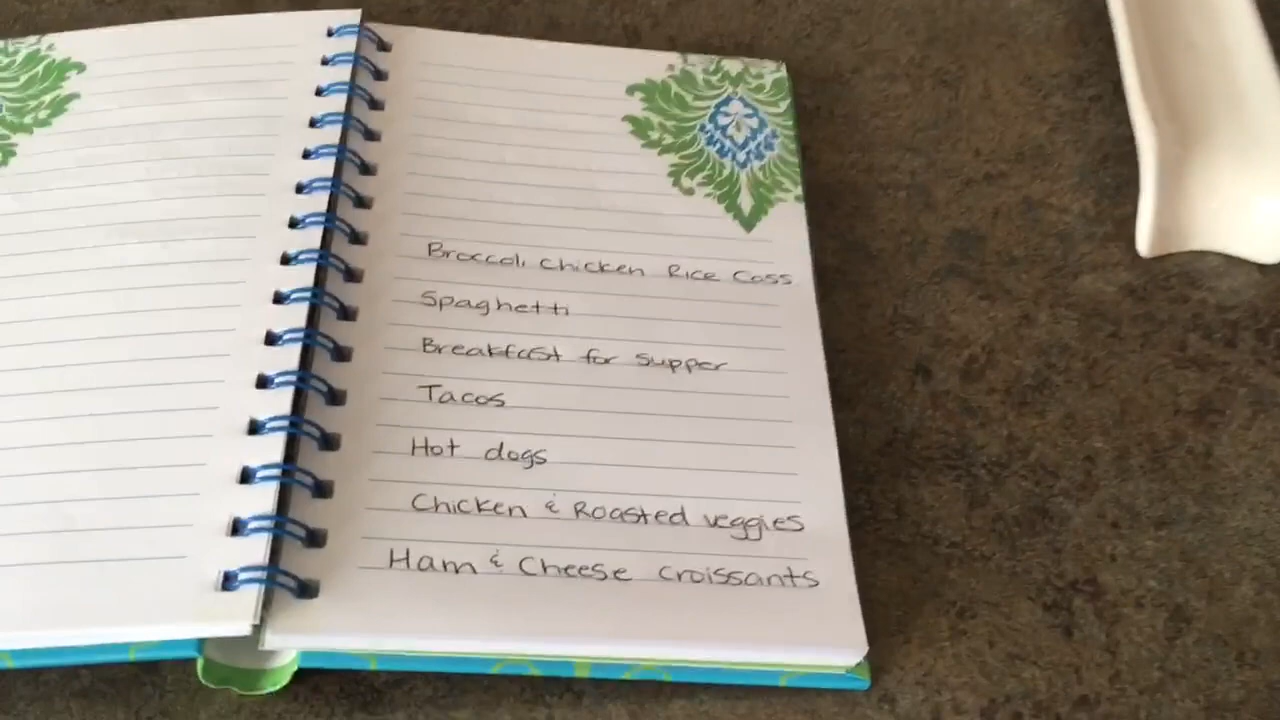 Broccoli Chicken Rice Cass
Spaghetti
Breakfast for supper
Tacos
Hot dogs
Chicken & Roasted veggies
Ham & Cheese Croissants